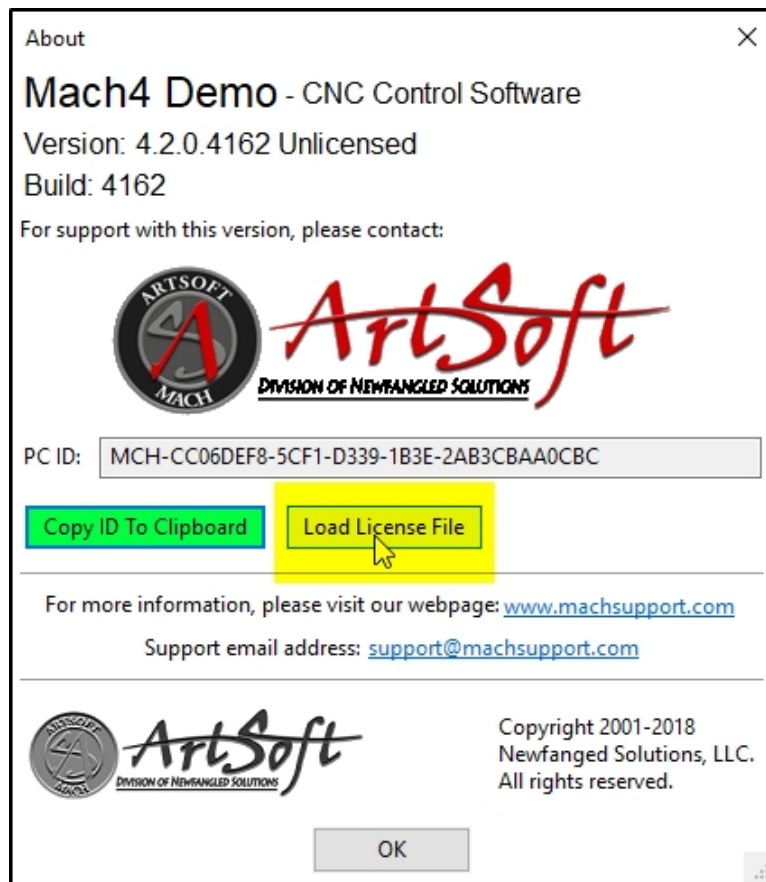 About
Mach4 Demo - CNC Control Software
Version: 4.2.0.4162 Unlicensed
Build: 4162
For support with this version, please contact:
ARTSOFT
MACH
ArtSoft
DIVISION OF NEWFANGLED SOLUTIONS
PC ID: MCH-CC06DEF8-5CF1-D339-1B3E-2AB3CBAA0CBC
Copy ID To Clipboard Load License File
For more information, please visit our webpage: www.machsupport.com
Support email address: support@machsupport.com
ARTSOFT
MACH
ArtSoft
DIVISION OF NEWFANGLED SOLUTIONS
Copyright 2001-2018
Newfanged Solutions, LLC.
All rights reserved.
OK